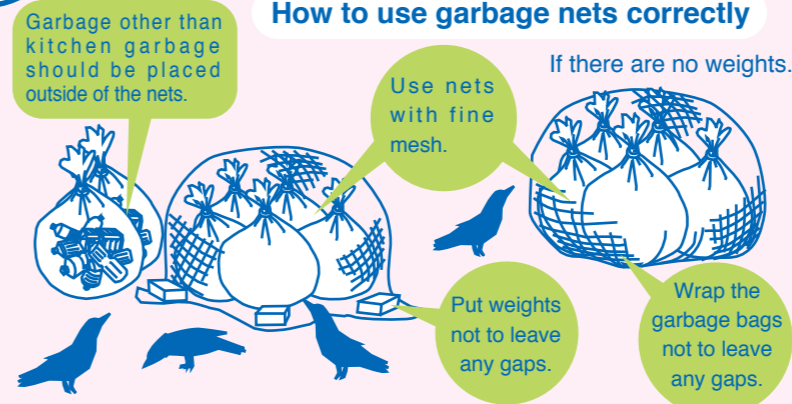 How to use garbage nets correctly
Garbage other than
kitchen garbage
should be placed
outside of the nets.
Use nets
with fine
mesh.
If there are no weights.
Put weights
not to leave
any gaps.
Wrap the
garbage bags
not to leave
any gaps.